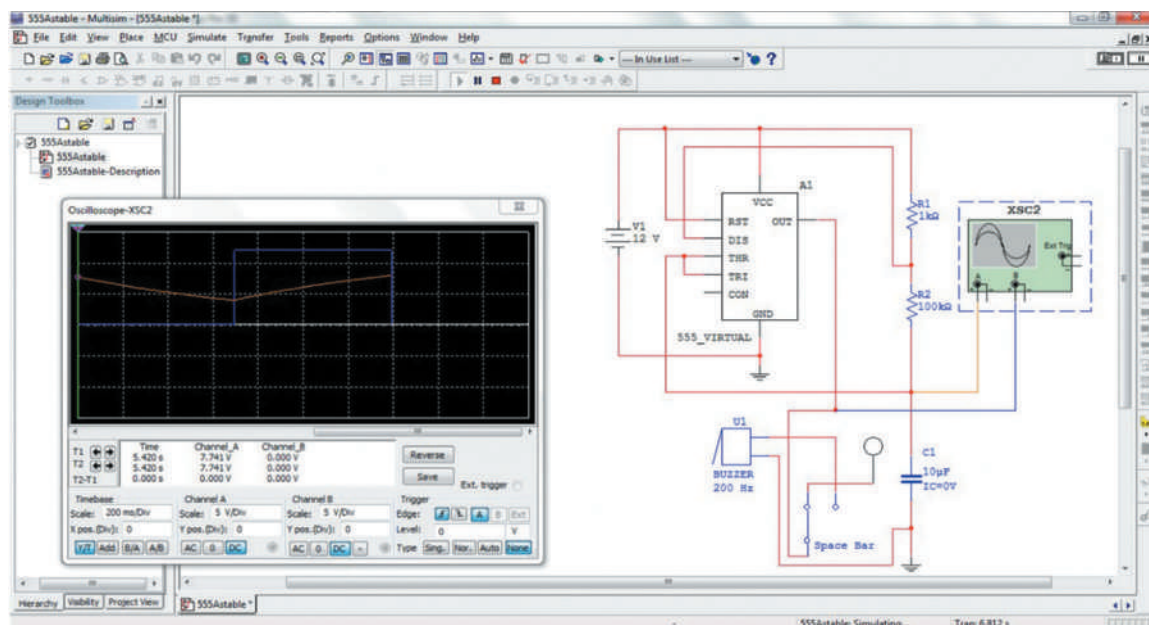 555Astable - Multisim - [555Astable *]
File Edit View Place MCU Simulate Transfer Tools Reports Options Window Help
--- In Use List ---
Design Toolbox
555Astable
555Astable
555Astable-Description
Oscilloscope-XSC2
Time Channel_A Channel_B
T1 5.420 s 7.741 V 0.000 V
T2 5.420 s 7.741 V 0.000 V
T2-T1 0.000 s 0.000 V 0.000 V
Reverse
Save
Ext. trigger
Timebase
Scale: 200 ms/Div
X pos.(Div): 0
Y/T Add B/A A/B
Channel A
Scale: 5 V/Div
Y pos.(Div): 0
AC 0 DC
Channel B
Scale: 5 V/Div
Y pos.(Div): 0
AC 0 DC -
Trigger
Edge: A B Ext
Level: 0 V
Type Sing. Nor. Auto None
V1
12 V
A1
VCC
RST OUT
DIS
THR
TRI
CON
GND
555_VIRTUAL
R1
1kΩ
R2
100kΩ
XSC2
Ext Trig
A B
U1
BUZZER
200 Hz
Space Bar
C1
10μF
IC=0V
Hierarchy Visibility Project View
555Astable *
555Astable: Simulating... Tran: 6.812 s